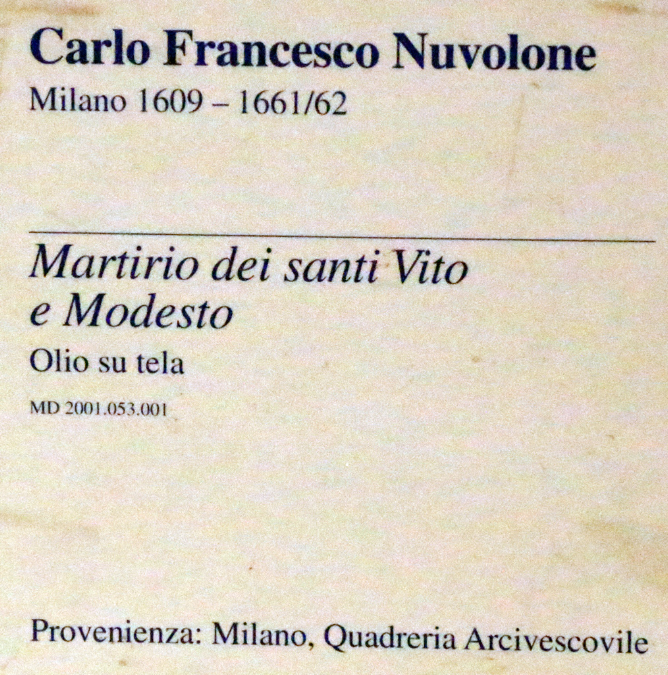 Carlo Francesco Nuvolone
Milano 1609 – 1661/62
Martirio dei santi Vito
e Modesto
Olio su tela
MD 2001.053.001
Provenienza: Milano, Quadreria Arcivescovile